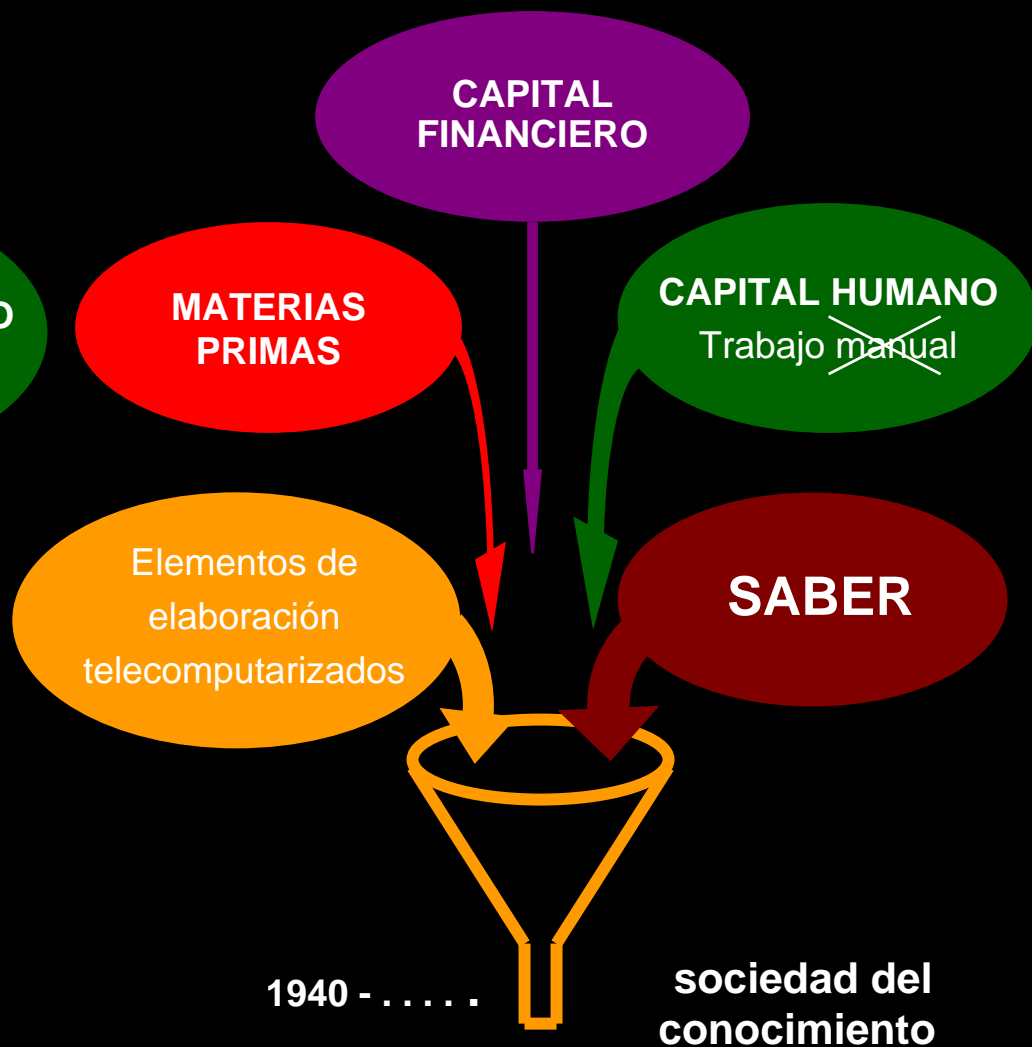 CAPITAL
FINANCIERO
MATERIAS
PRIMAS
CAPITAL HUMANO
Trabajo manual
Elementos de
elaboración
telecomputarizados
SABER
1940 - . . . . .
sociedad del
conocimiento